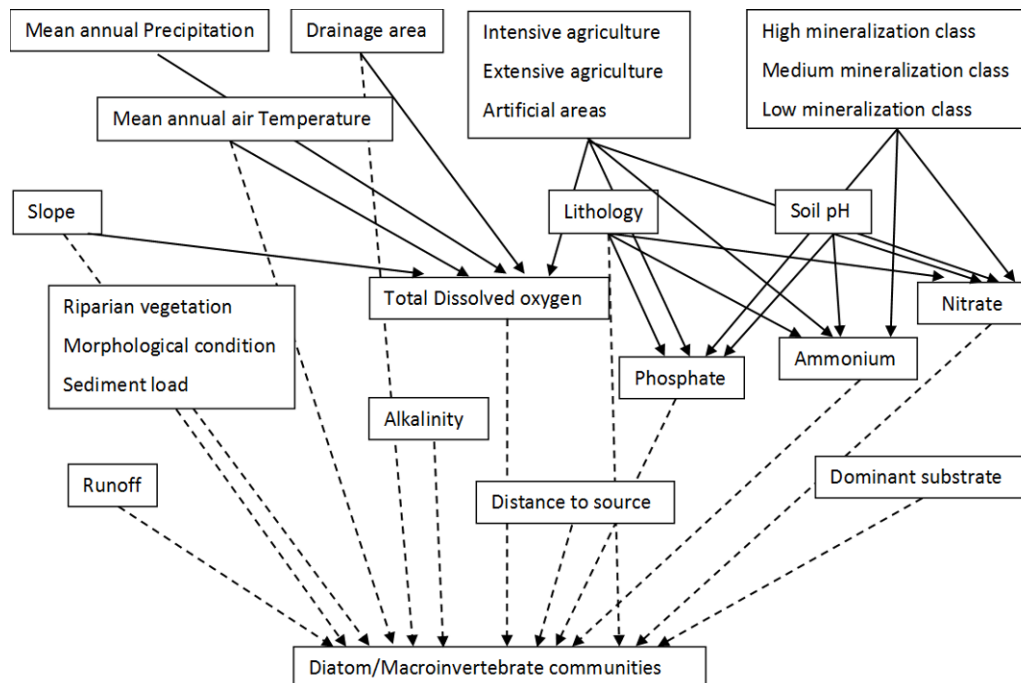 Mean annual Precipitation
Drainage area
Intensive agriculture
Extensive agriculture
Artificial areas
High mineralization class
Medium mineralization class
Low mineralization class
Mean annual air Temperature
Slope
Lithology
Soil pH
Total Dissolved oxygen
Nitrate
Riparian vegetation
Morphological condition
Sediment load
Phosphate
Ammonium
Alkalinity
Runoff
Distance to source
Dominant substrate
Diatom/Macroinvertebrate communities